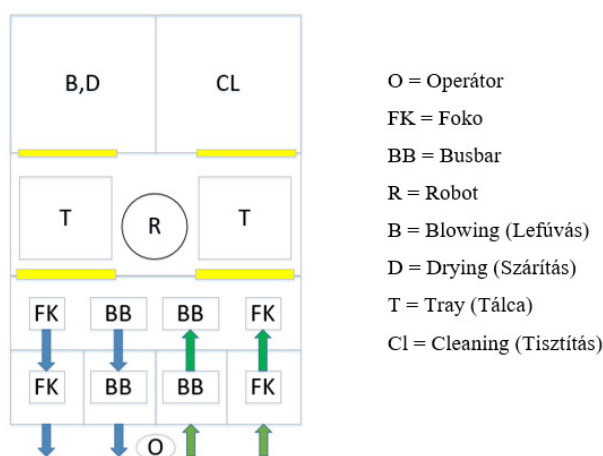 B,D
CL
T
R
T
FK
BB
BB
FK
FK
BB
BB
FK
O
O = Operátor
FK = Foko
BB = Busbar
R = Robot
B = Blowing (Lefúvás)
D = Drying (Szárítás)
T = Tray (Tálca)
Cl = Cleaning (Tisztítás)